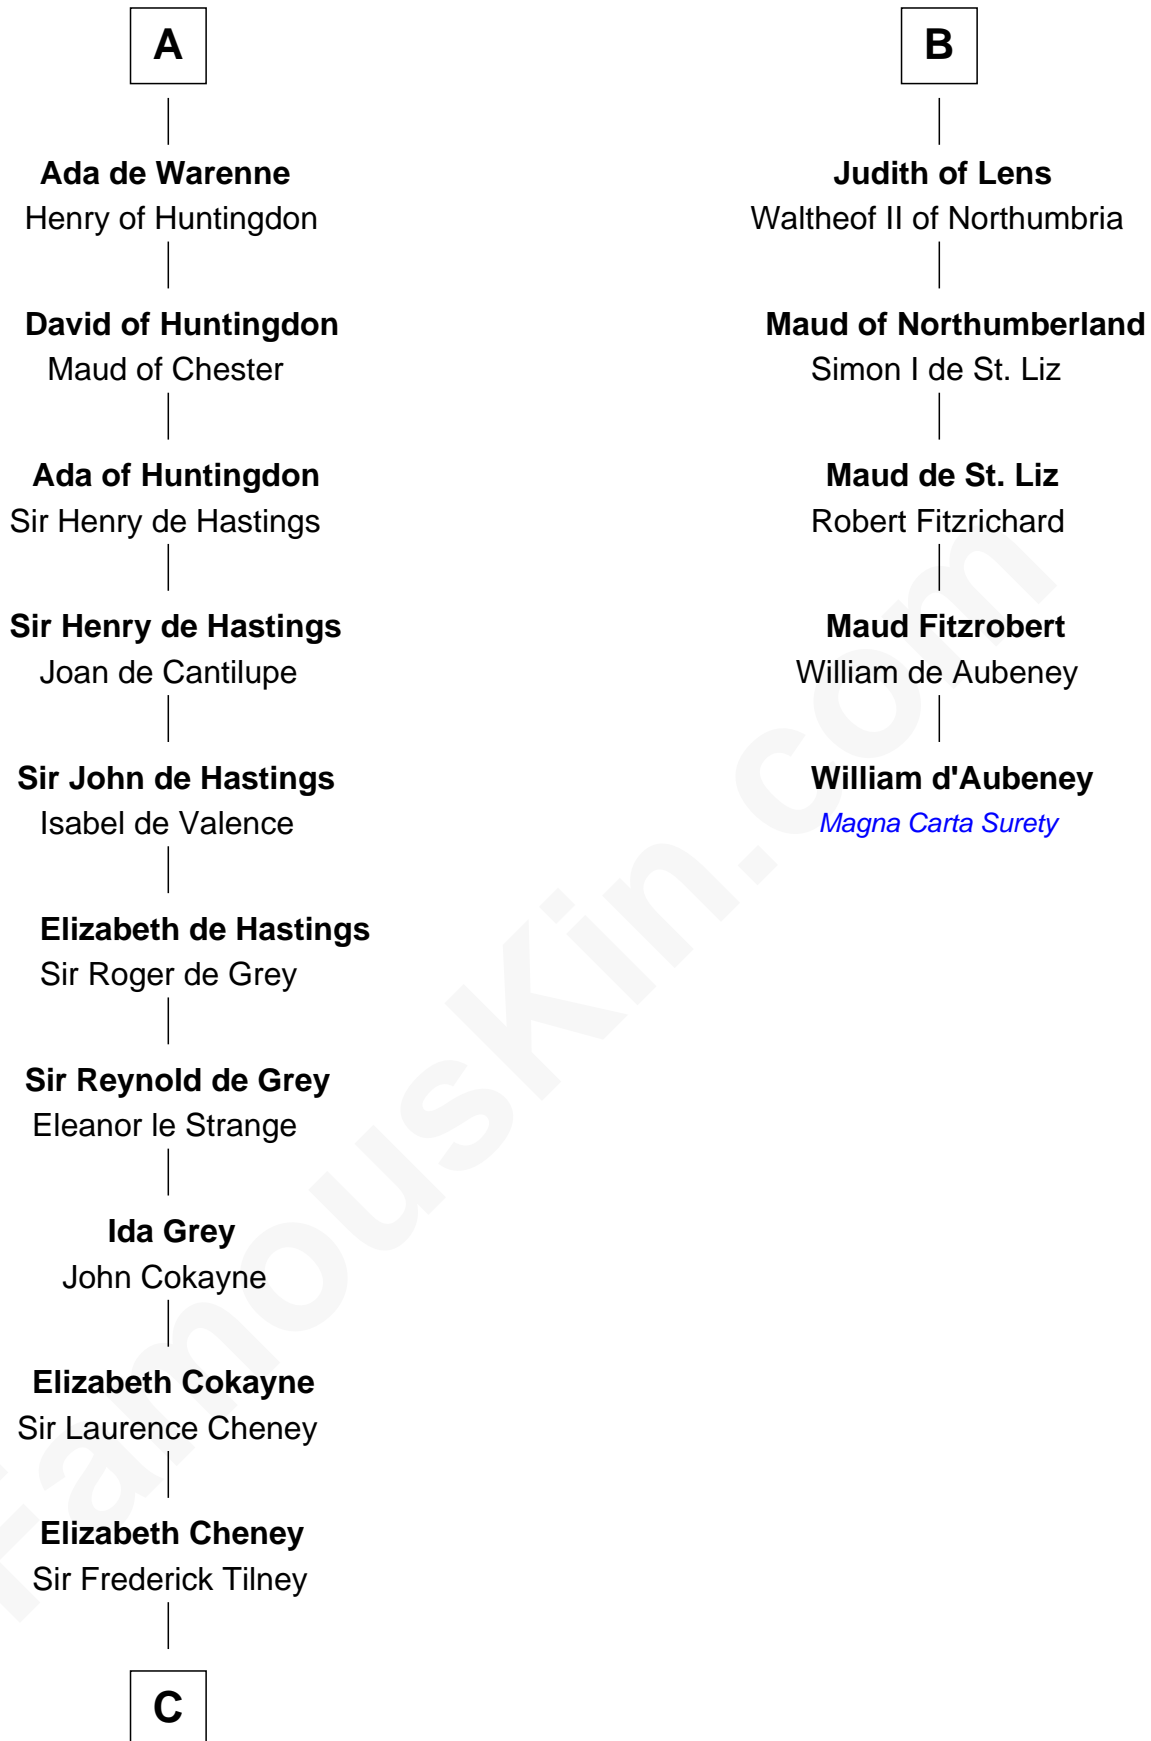 A
Ada de Warenne
Henry of Huntingdon
David of Huntingdon
Maud of Chester
Ada of Huntingdon
Sir Henry de Hastings
Sir Henry de Hastings
Joan de Cantilupe
Sir John de Hastings
Isabel de Valence
Elizabeth de Hastings
Sir Roger de Grey
Sir Reynold de Grey
Eleanor le Strange
Ida Grey
John Cokayne
Elizabeth Cokayne
Sir Laurence Cheney
Elizabeth Cheney
Sir Frederick Tilney
C
B
Judith of Lens
Waltheof II of Northumbria
Maud of Northumberland
Simon I de St. Liz
Maud de St. Liz
Robert Fitzrichard
Maud Fitzrobert
William de Aubeney
William d'Aubeney
Magna Carta Surety
FamousKin.com